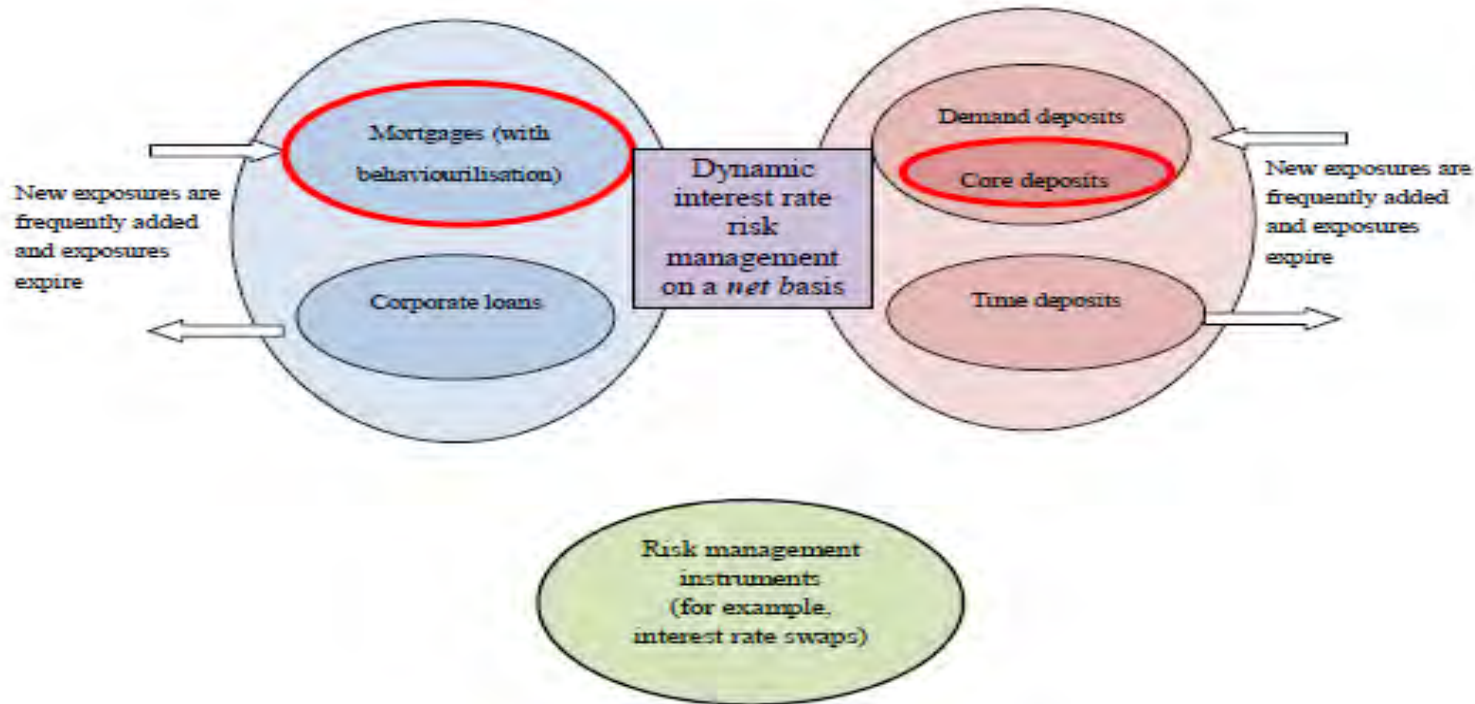 Mortgages (with
behaviourilisation)
Corporate loans
New exposures are
frequently added
and exposures
expire
Dynamic
interest rate
risk
management
on a net basis
Demand deposits
Core deposits
Time deposits
New exposures are
frequently added
and exposures
expire
Risk management
instruments
(for example,
interest rate swaps)